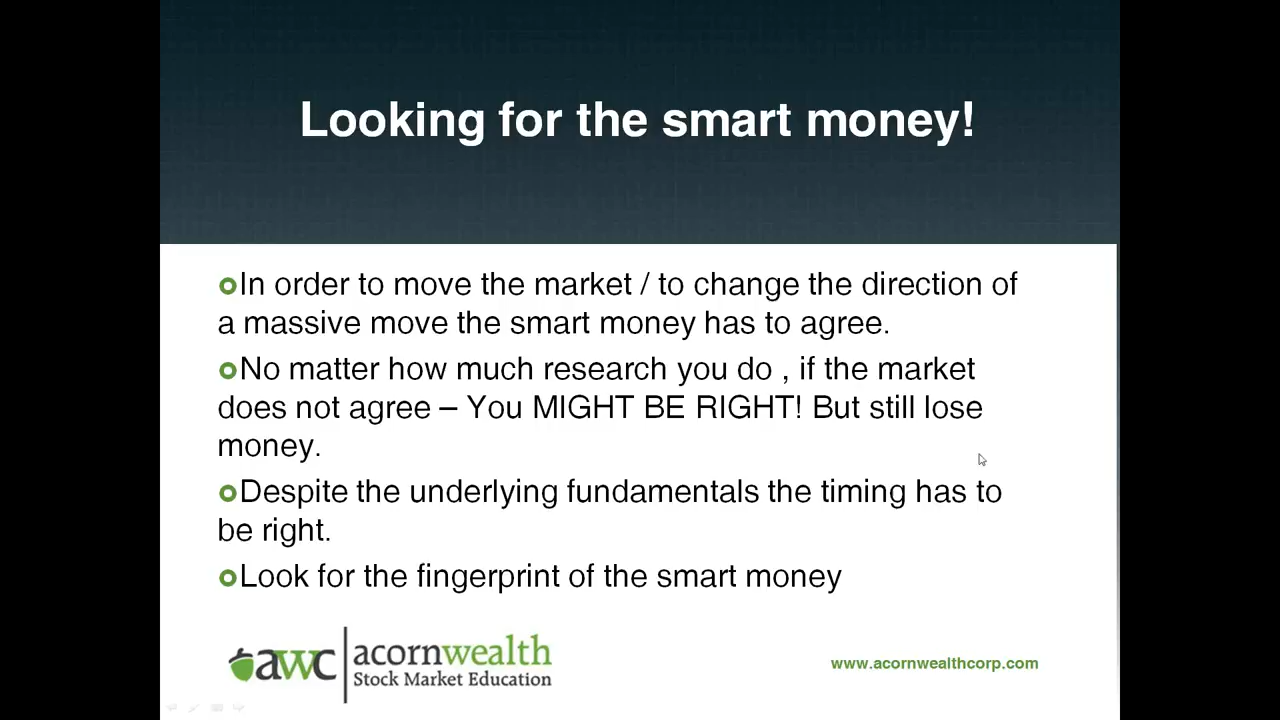 Looking for the smart money!
In order to move the market / to change the direction of
a massive move the smart money has to agree.
No matter how much research you do , if the market
does not agree – You MIGHT BE RIGHT! But still lose
money.
Despite the underlying fundamentals the timing has to
be right.
Look for the fingerprint of the smart money
awc
acornwealth
Stock Market Education
www.acornwealthcorp.com